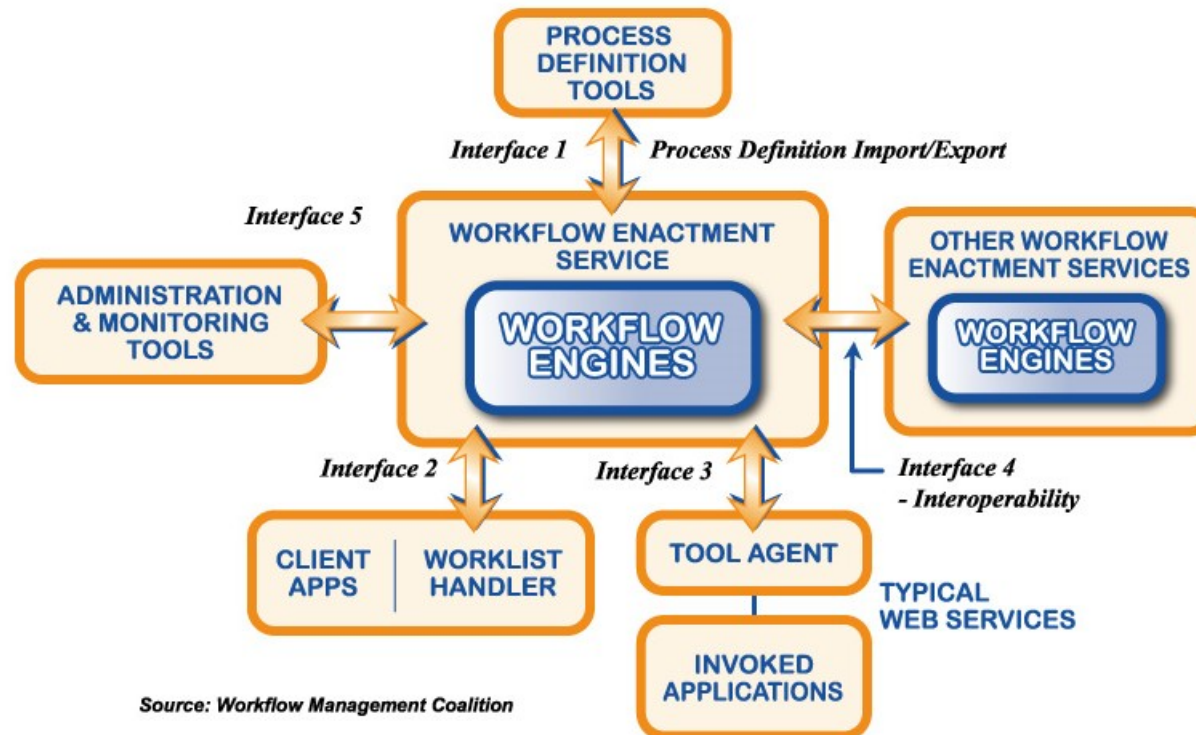 PROCESS
DEFINITION
TOOLS
Interface 1
Process Definition Import/Export
Interface 5
WORKFLOW ENACTMENT
SERVICE
WORKFLOW
ENGINES
OTHER WORKFLOW
ENACTMENT SERVICES
WORKFLOW
ENGINES
ADMINISTRATION
& MONITORING
TOOLS
Interface 2
Interface 3
Interface 4
- Interoperability
CLIENT
APPS
WORKLIST
HANDLER
TOOL AGENT
TYPICAL
WEB SERVICES
INVOKED
APPLICATIONS
Source: Workflow Management Coalition